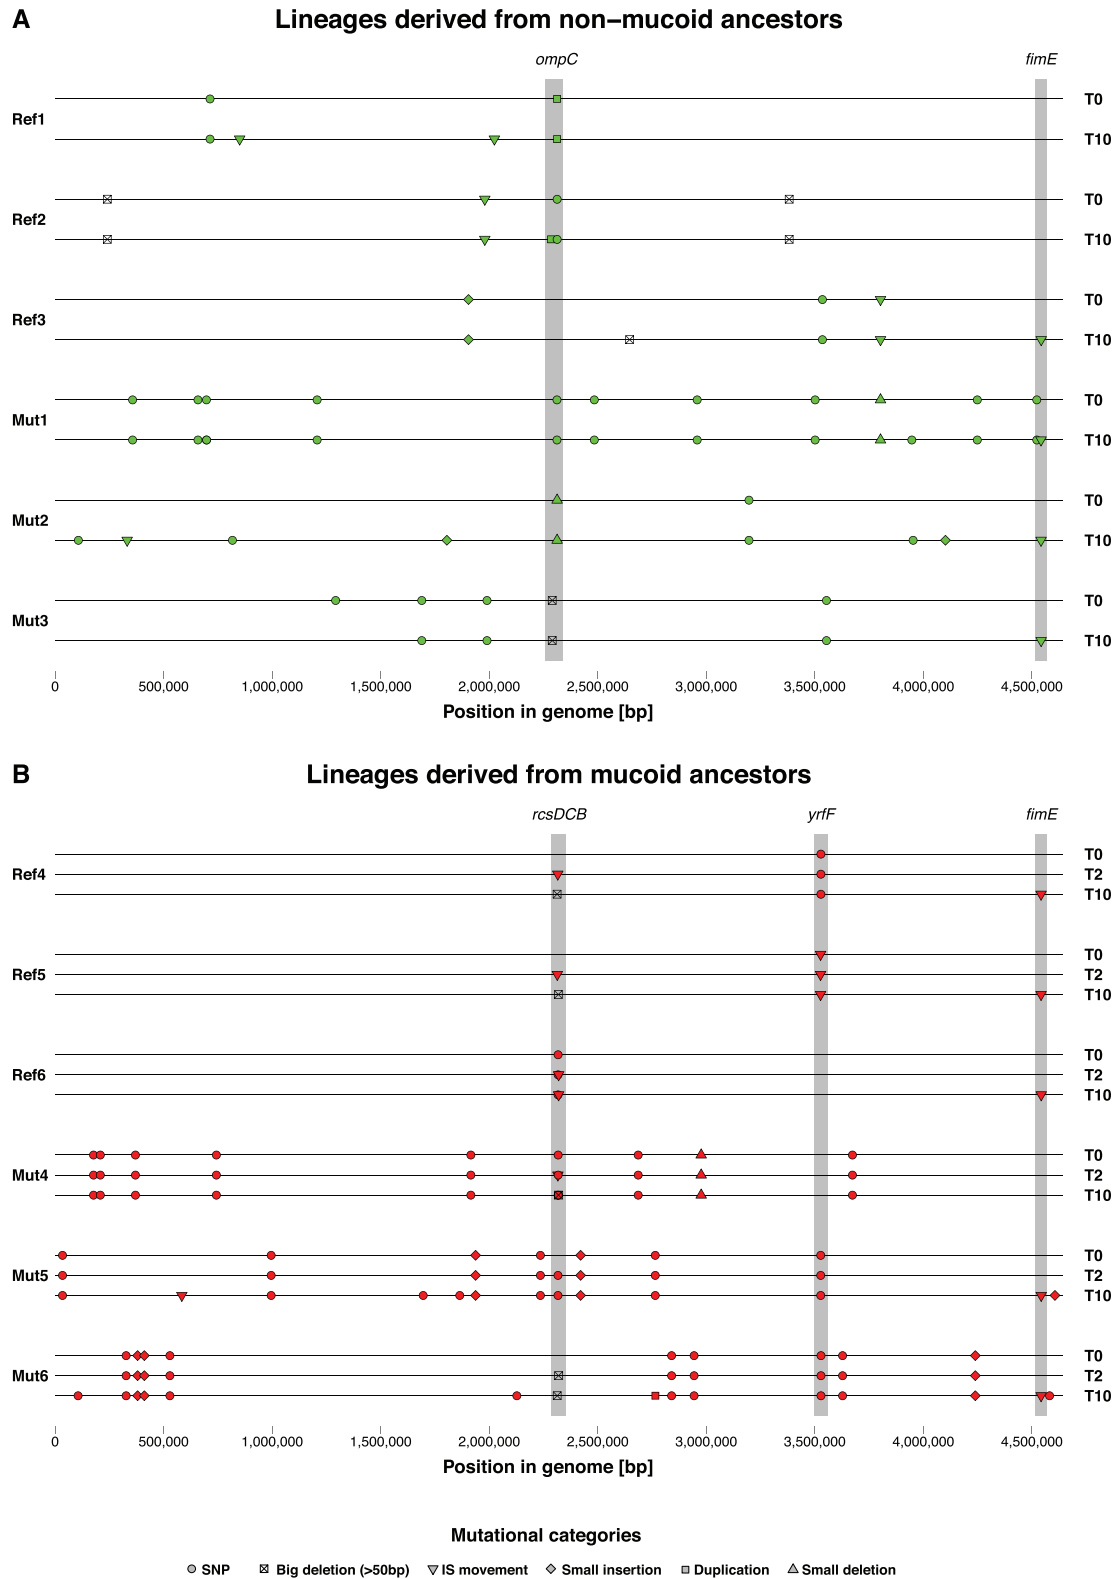 A Lineages derived from non−mucoid ancestors
ompC fimE
T0
Ref1
T10
T0
Ref2
T10
T0
Ref3
T10
T0
Mut1
T10
T0
Mut2
T10
T0
Mut3
T10
0 500,000 1,000,000 1,500,000 2,000,000 2,500,000 3,000,000 3,500,000 4,000,000 4,500,000
Position in genome [bp]
B Lineages derived from mucoid ancestors
rcsDCB yrfF fimE
T0
Ref4 T2
T10
T0
Ref5 T2
T10
T0
Ref6 T2
T10
T0
Mut4 T2
T10
T0
Mut5 T2
T10
T0
Mut6 T2
T10
0 500,000 1,000,000 1,500,000 2,000,000 2,500,000 3,000,000 3,500,000 4,000,000 4,500,000
Position in genome [bp]
Mutational categories
SNP Big deletion (>50bp) IS movement Small insertion Duplication Small deletion